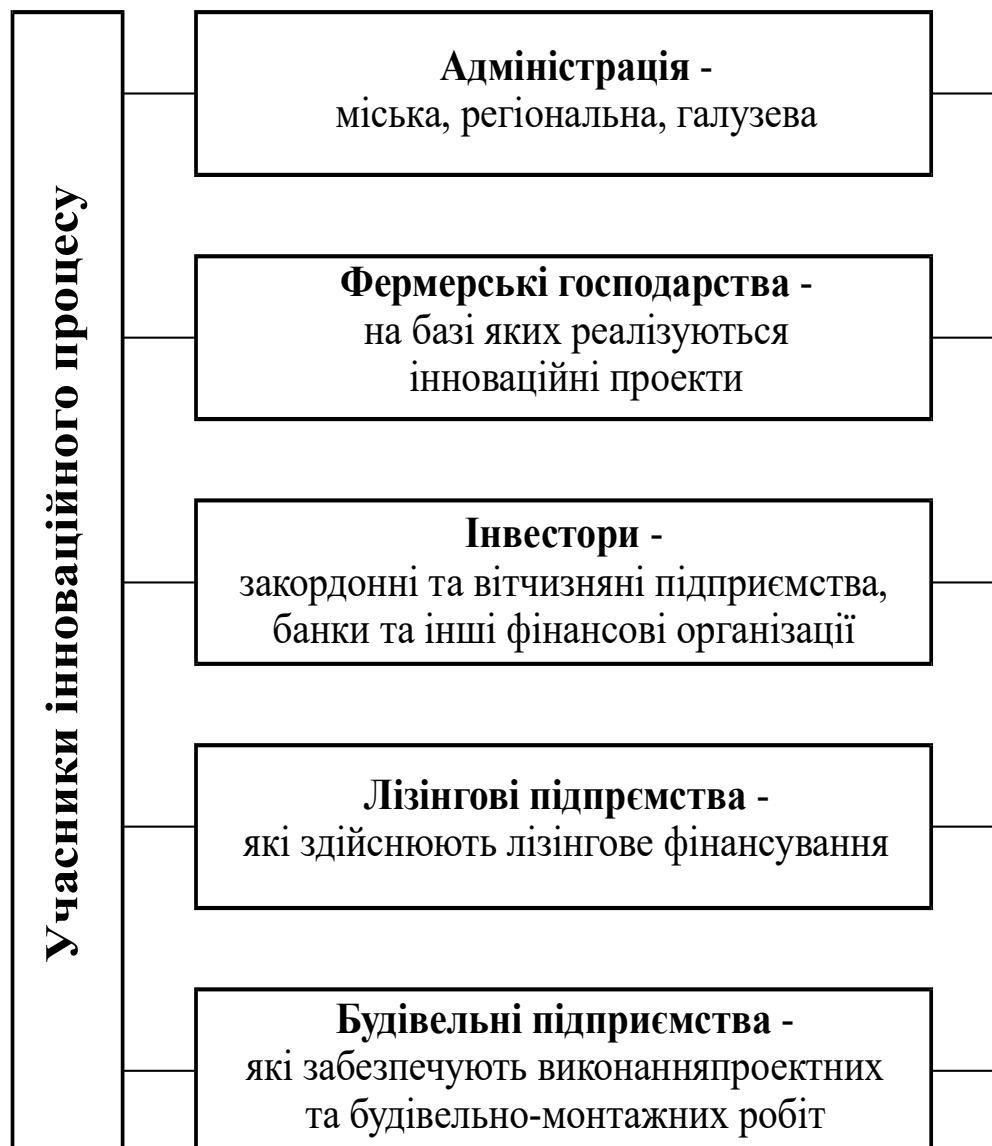 Учасники інноваційного процесу
Адміністрація -
міська, регіональна, галузева
Фермерські господарства -
на базі яких реалізуються
інноваційні проекти
Інвестори -
закордонні та вітчизняні підприємства,
банки та інші фінансові організації
Лізінгові підпрємства -
які здійснюють лізінгове фінансування
Будівельні підприємства -
які забезпечують виконанняпроектних
та будівельно-монтажних робіт